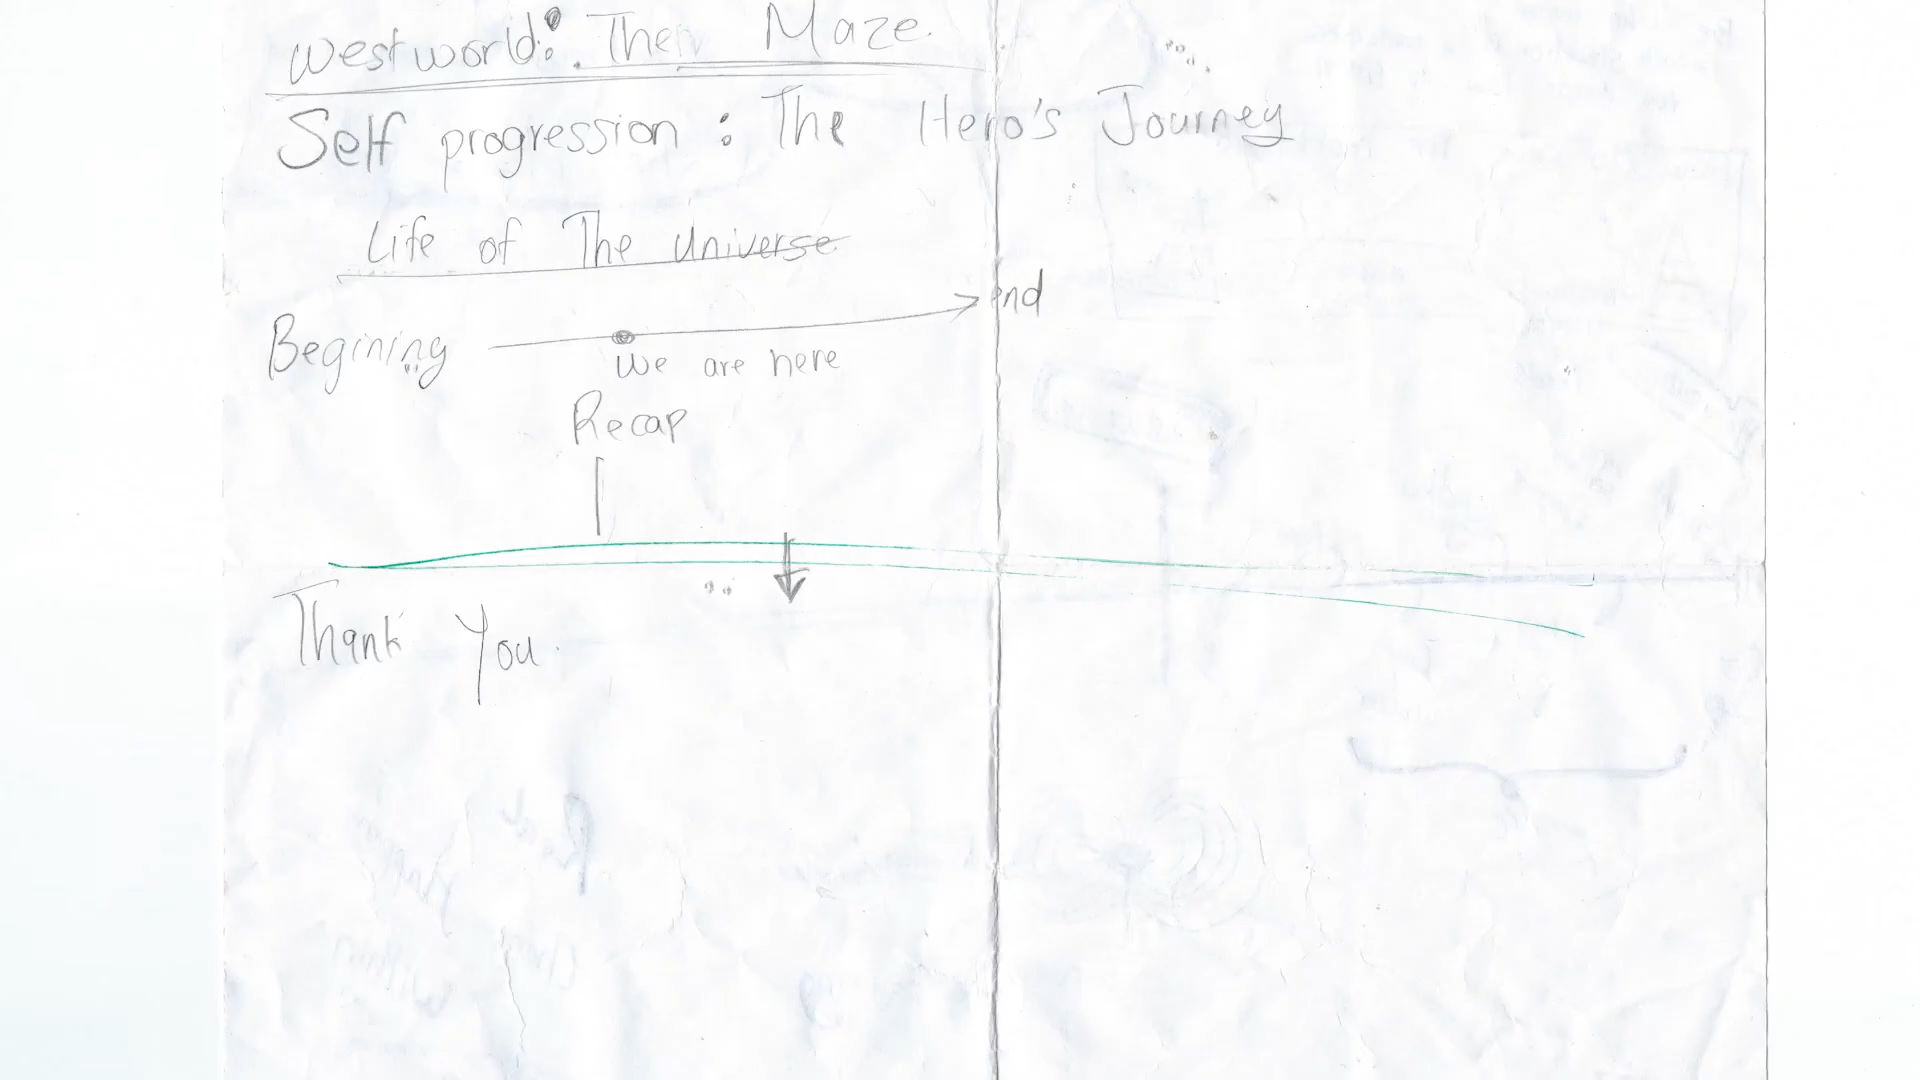 Westworld: The Maze
Self progression : The Hero's Journey
Life of The Universe
end
Begining
We are here
Recap
Thank You.